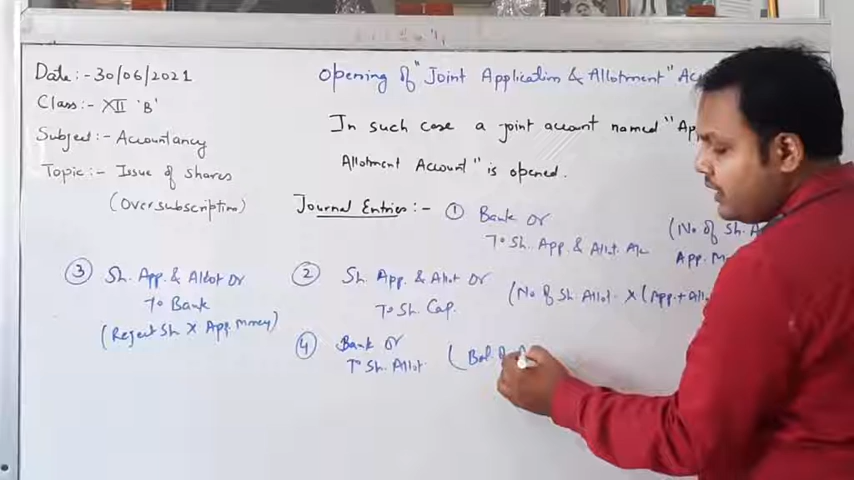 Date:- 30/06/2021
Class:- XII 'B'
Subject:- Accountancy
Topic:- Issue of shares
(Oversubscription)
Opening of "Joint Application & Allotment" Ac
In such case a joint account named "Ap
Allotment Account" is opened.
Journal Entries:- ① Bank Dr
To Sh. App. & Allot. A/c
(No of Sh. A
App. M
② Sh. App. & Allot Dr
To Sh. Cap.
(No of Sh. Allot. X (App. + All
③ Sh. App. & Allot Dr
To Bank
(Reject Sh X App. Money)
④ Bank Dr
To Sh. Allot.
(Bal.